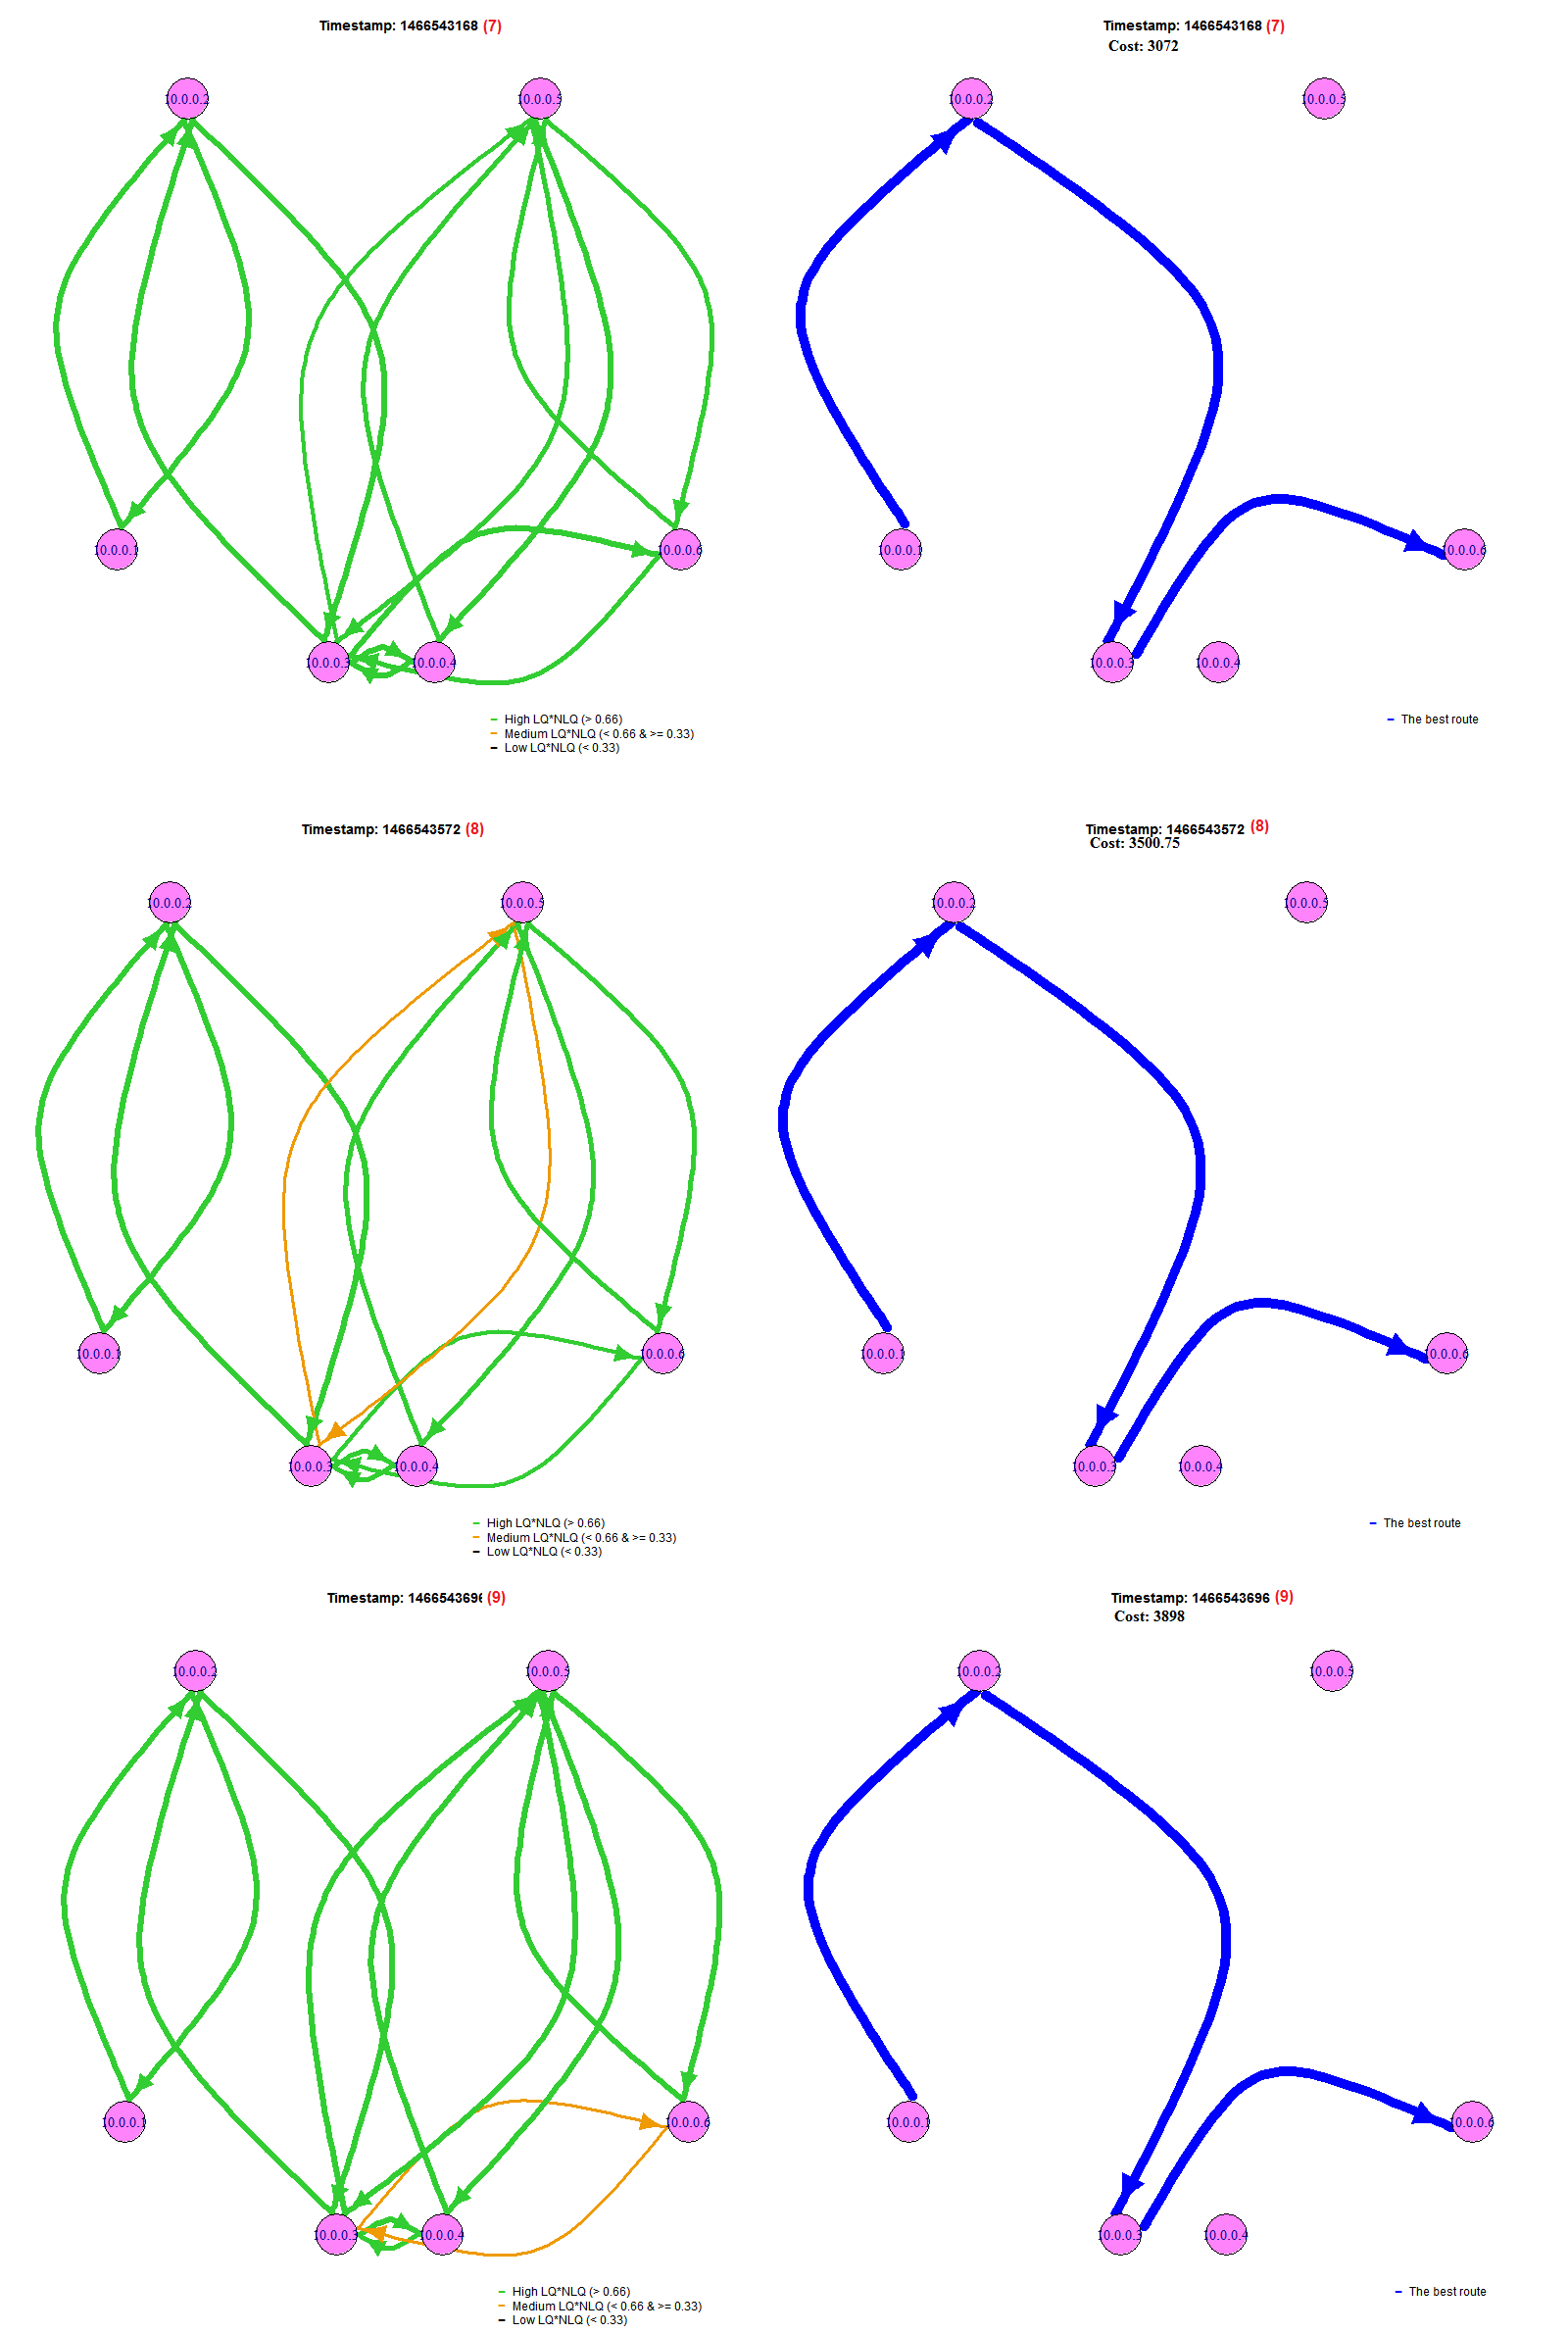 Timestamp: 1466543168 (7)
Timestamp: 1466543168 (7)
Cost: 3072
10.0.0.2
10.0.0.5
10.0.0.2
10.0.0.5
10.0.0.1
10.0.0.6
10.0.0.1
10.0.0.6
10.0.0.3
10.0.0.4
10.0.0.3
10.0.0.4
High LQ*NLQ (> 0.66)
Medium LQ*NLQ (< 0.66 & >= 0.33)
Low LQ*NLQ (< 0.33)
The best route
Timestamp: 1466543572 (8)
Timestamp: 1466543572 (8)
Cost: 3500.75
10.0.0.2
10.0.0.5
10.0.0.2
10.0.0.5
10.0.0.1
10.0.0.6
10.0.0.1
10.0.0.6
10.0.0.3
10.0.0.4
10.0.0.3
10.0.0.4
High LQ*NLQ (> 0.66)
Medium LQ*NLQ (< 0.66 & >= 0.33)
Low LQ*NLQ (< 0.33)
The best route
Timestamp: 1466543696 (9)
Timestamp: 1466543696 (9)
Cost: 3898
10.0.0.2
10.0.0.5
10.0.0.2
10.0.0.5
10.0.0.1
10.0.0.6
10.0.0.1
10.0.0.6
10.0.0.3
10.0.0.4
10.0.0.3
10.0.0.4
High LQ*NLQ (> 0.66)
Medium LQ*NLQ (< 0.66 & >= 0.33)
Low LQ*NLQ (< 0.33)
The best route